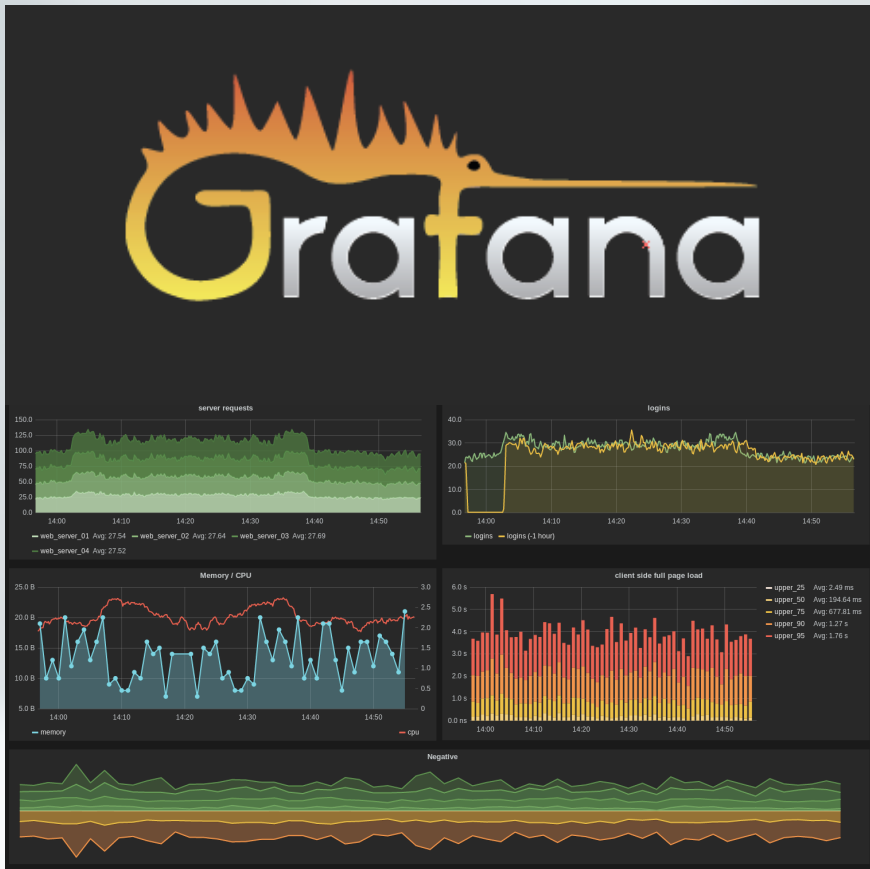 Grafana
server requests
150.0
125.0
100.0
75.0
50.0
25.0
0.0
14:00 14:10 14:20 14:30 14:40 14:50
web_server_01 Avg: 27.54 web_server_02 Avg: 27.64 web_server_03 Avg: 27.69
web_server_04 Avg: 27.52
logins
40.0
30.0
20.0
10.0
0.0
14:00 14:10 14:20 14:30 14:40 14:50
logins logins (-1 hour)
Memory / CPU
25.0 B 3.0
20.0 B 2.5
15.0 B 2.0
10.0 B 1.5
5.0 B 1.0
0.5
0
14:00 14:10 14:20 14:30 14:40 14:50
memory cpu
client side full page load
6.0 s
5.0 s
4.0 s
3.0 s
2.0 s
1.0 s
0.0 ms
14:00 14:10 14:20 14:30 14:40 14:50
upper_25 Avg: 2.49 ms
upper_50 Avg: 194.64 ms
upper_75 Avg: 677.81 ms
upper_90 Avg: 1.27 s
upper_95 Avg: 1.76 s
Negative